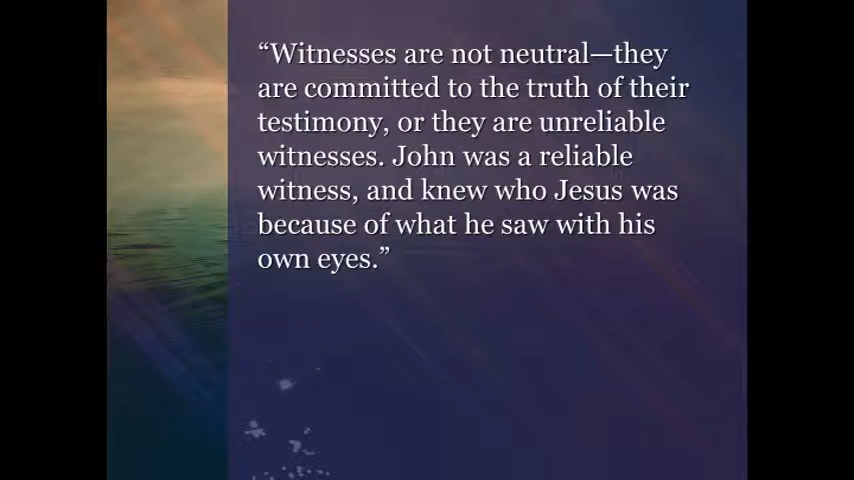 “Witnesses are not neutral—they
are committed to the truth of their
testimony, or they are unreliable
witnesses. John was a reliable
witness, and knew who Jesus was
because of what he saw with his
own eyes.”